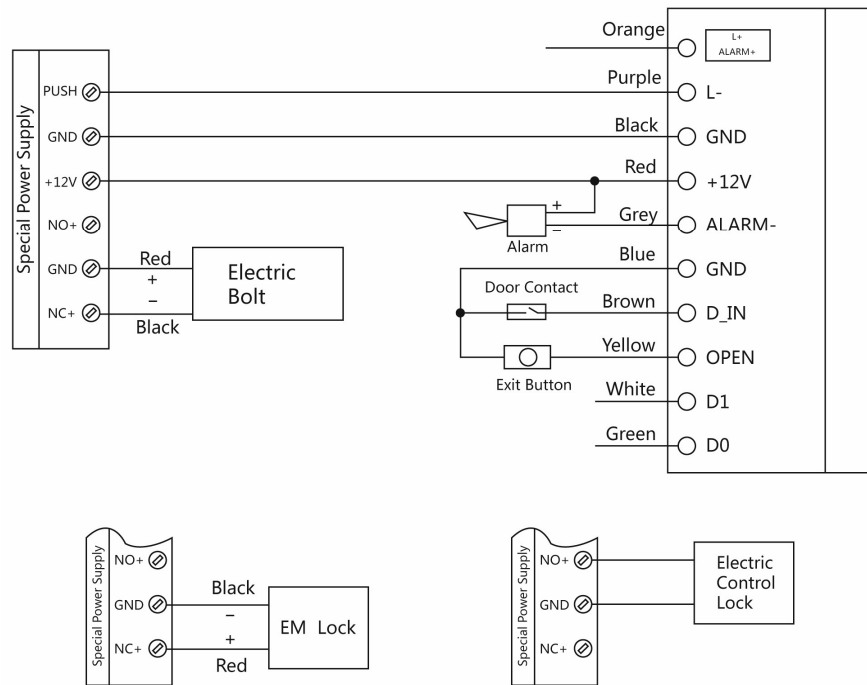 Orange
L+
ALARM+
Special Power Supply
PUSH
Purple
L-
GND
Black
GND
+12V
Red
+12V
NO+
+
−
Alarm
Grey
ALARM-
GND
Red
+
−
Black
Electric
Bolt
NC+
Blue
GND
Door Contact
Brown
D_IN
Yellow
OPEN
Exit Button
White
D1
Green
D0
Special Power Supply
NO+
GND
NC+
Black
−
+
Red
EM Lock
Special Power Supply
NO+
GND
NC+
Electric
Control
Lock